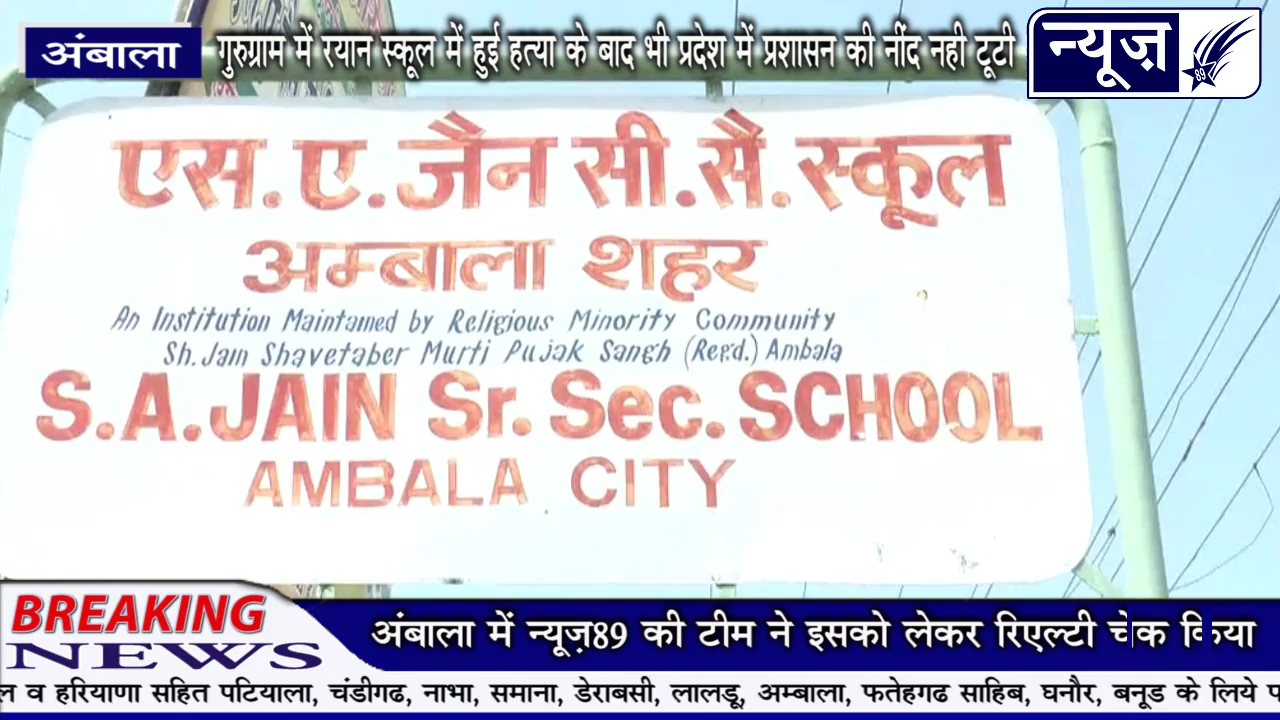 अंबाला
गुरुग्राम में रयान स्कूल में हुई हत्या के बाद भी प्रदेश में प्रशासन की नींद नही टूटी
न्यूज़ 89
एस.ए.जैन सी.सै.स्कूल
अम्बाला शहर
An Institution Maintained by Religious Minority Community
Sh. Jain Shavetaber Murti Pujak Sangh (Regd.) Ambala
S.A.JAIN Sr. Sec. SCHOOL
AMBALA CITY
BREAKING
NEWS
अंबाला में न्यूज़89 की टीम ने इसको लेकर रिएल्टी चेक किया
ल व हरियाणा सहित पटियाला, चंडीगढ, नाभा, समाना, डेराबसी, लालडू, अम्बाला, फतेहगढ साहिब, घनौर, बनूड के लिये प